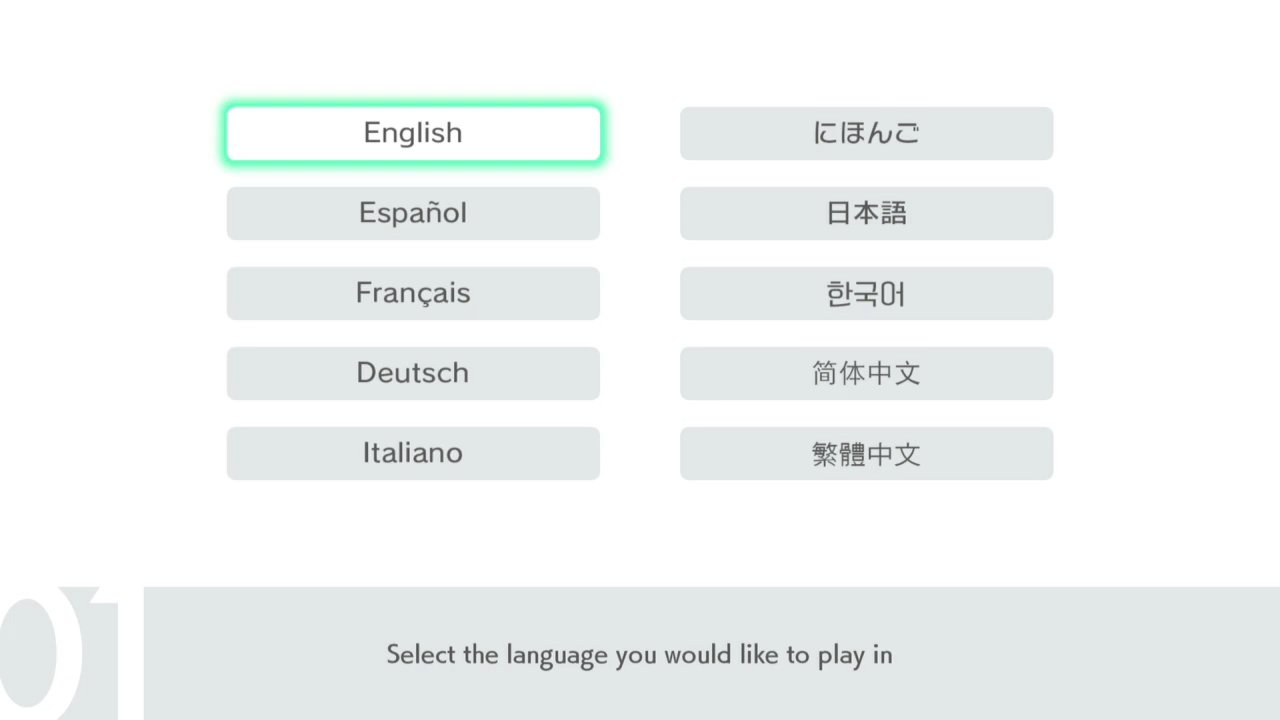 English
Español
Français
Deutsch
Italiano
にほんご
日本語
한국어
简体中文
繁體中文
01
Select the language you would like to play in